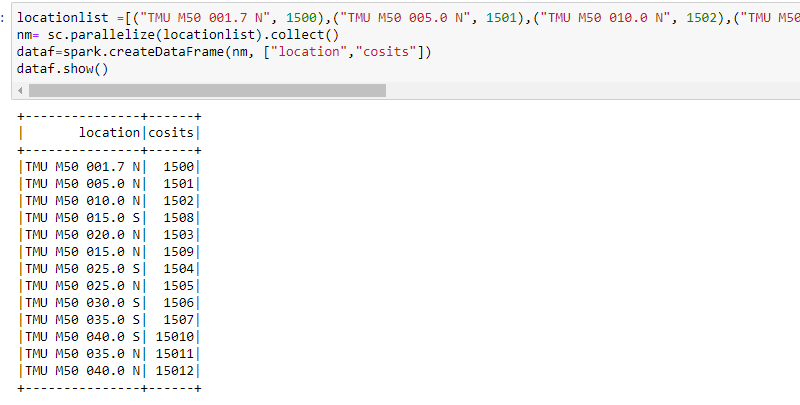 : locationlist =[("TMU M50 001.7 N", 1500),("TMU M50 005.0 N", 1501),("TMU M50 010.0 N", 1502),("TMU M50
nm= sc.parallelize(locationlist).collect()
dataf=spark.createDataFrame(nm, ["location","cosits"])
dataf.show()
+---------------+------+
|       location|cosits|
+---------------+------+
|TMU M50 001.7 N|  1500|
|TMU M50 005.0 N|  1501|
|TMU M50 010.0 N|  1502|
|TMU M50 015.0 S|  1508|
|TMU M50 020.0 N|  1503|
|TMU M50 015.0 N|  1509|
|TMU M50 025.0 S|  1504|
|TMU M50 025.0 N|  1505|
|TMU M50 030.0 S|  1506|
|TMU M50 035.0 S|  1507|
|TMU M50 040.0 S| 15010|
|TMU M50 035.0 N| 15011|
|TMU M50 040.0 N| 15012|
+---------------+------+